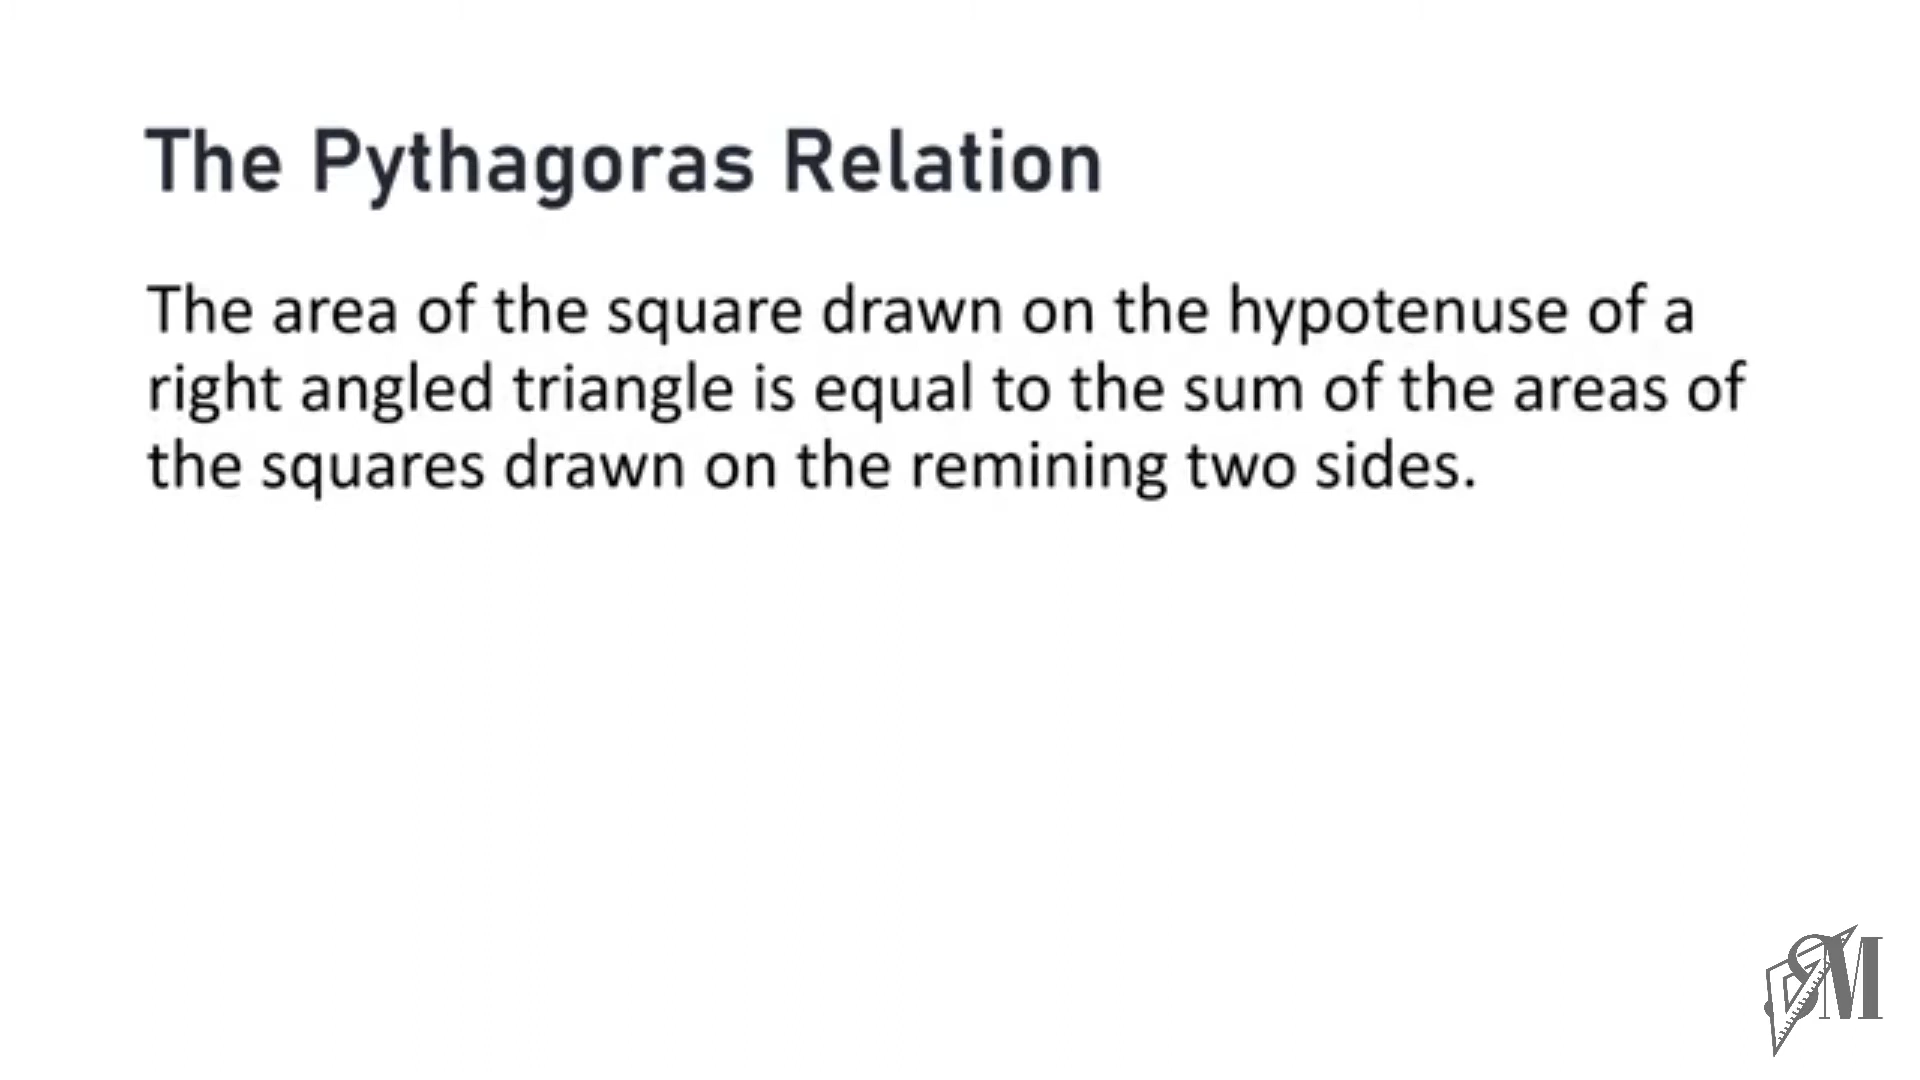 The Pythagoras Relation
The area of the square drawn on the hypotenuse of a
right angled triangle is equal to the sum of the areas of
the squares drawn on the remining two sides.
SM